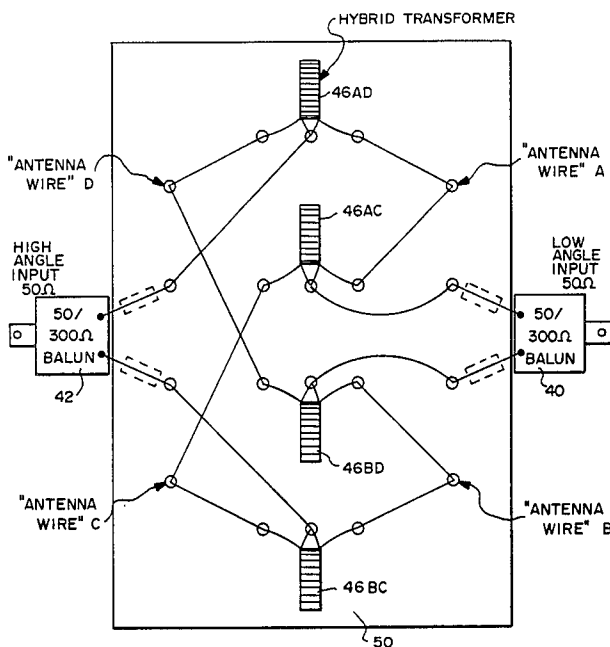 HYBRID TRANSFORMER
46AD
"ANTENNA
WIRE" D
"ANTENNA
WIRE" A
46AC
HIGH ANGLE
INPUT
50Ω
LOW
ANGLE
INPUT
50Ω
50/
300Ω
BALUN
42
50/
300Ω
BALUN
40
46BD
"ANTENNA
WIRE" C
"ANTENNA
WIRE" B
46BC
50